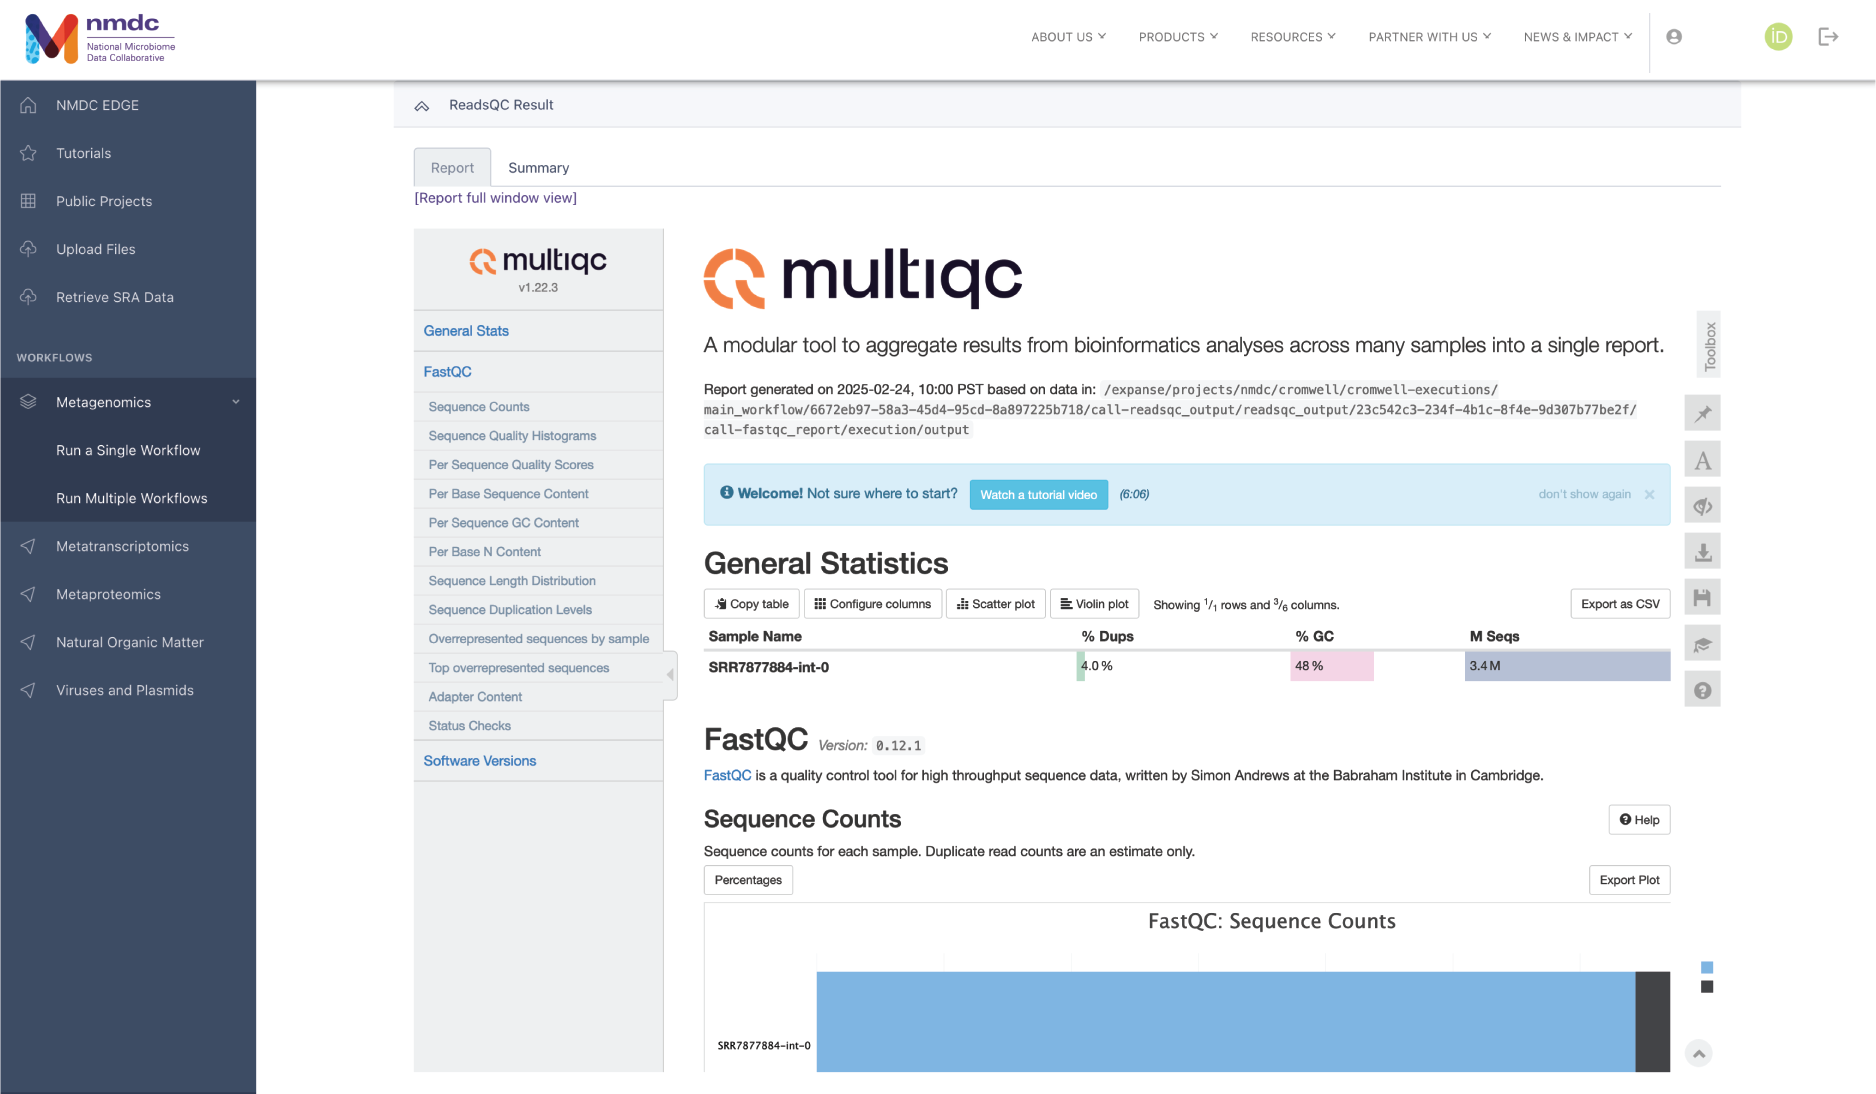 nmdc
National Microbiome
Data Collaborative
ABOUT US
PRODUCTS
RESOURCES
PARTNER WITH US
NEWS & IMPACT
iD
NMDC EDGE
Tutorials
Public Projects
Upload Files
Retrieve SRA Data
WORKFLOWS
Metagenomics
Run a Single Workflow
Run Multiple Workflows
Metatranscriptomics
Metaproteomics
Natural Organic Matter
Viruses and Plasmids
ReadsQC Result
Report
Summary
[Report full window view]
multiqc
v1.22.3
General Stats
FastQC
Sequence Counts
Sequence Quality Histograms
Per Sequence Quality Scores
Per Base Sequence Content
Per Sequence GC Content
Per Base N Content
Sequence Length Distribution
Sequence Duplication Levels
Overrepresented sequences by sample
Top overrepresented sequences
Adapter Content
Status Checks
Software Versions
multiqc
A modular tool to aggregate results from bioinformatics analyses across many samples into a single report.
Report generated on 2025-02-24, 10:00 PST based on data in: /expanse/projects/nmdc/cromwell/cromwell-executions/
main_workflow/6672eb97-58a3-45d4-95cd-8a897225b718/call-readsqc_output/readsqc_output/23c542c3-234f-4b1c-8f4e-9d307b77be2f/
call-fastqc_report/execution/output
Welcome! Not sure where to start? Watch a tutorial video (6:06) don't show again ×
General Statistics
Copy table Configure columns Scatter plot Violin plot Showing 1/1 rows and 3/6 columns. Export as CSV
Sample Name % Dups % GC M Seqs
SRR7877884-int-0 4.0 % 48 % 3.4 M
FastQC Version: 0.12.1
FastQC is a quality control tool for high throughput sequence data, written by Simon Andrews at the Babraham Institute in Cambridge.
Sequence Counts
Help
Sequence counts for each sample. Duplicate read counts are an estimate only.
Percentages
Export Plot
FastQC: Sequence Counts
SRR7877884-int-0
Toolbox
A